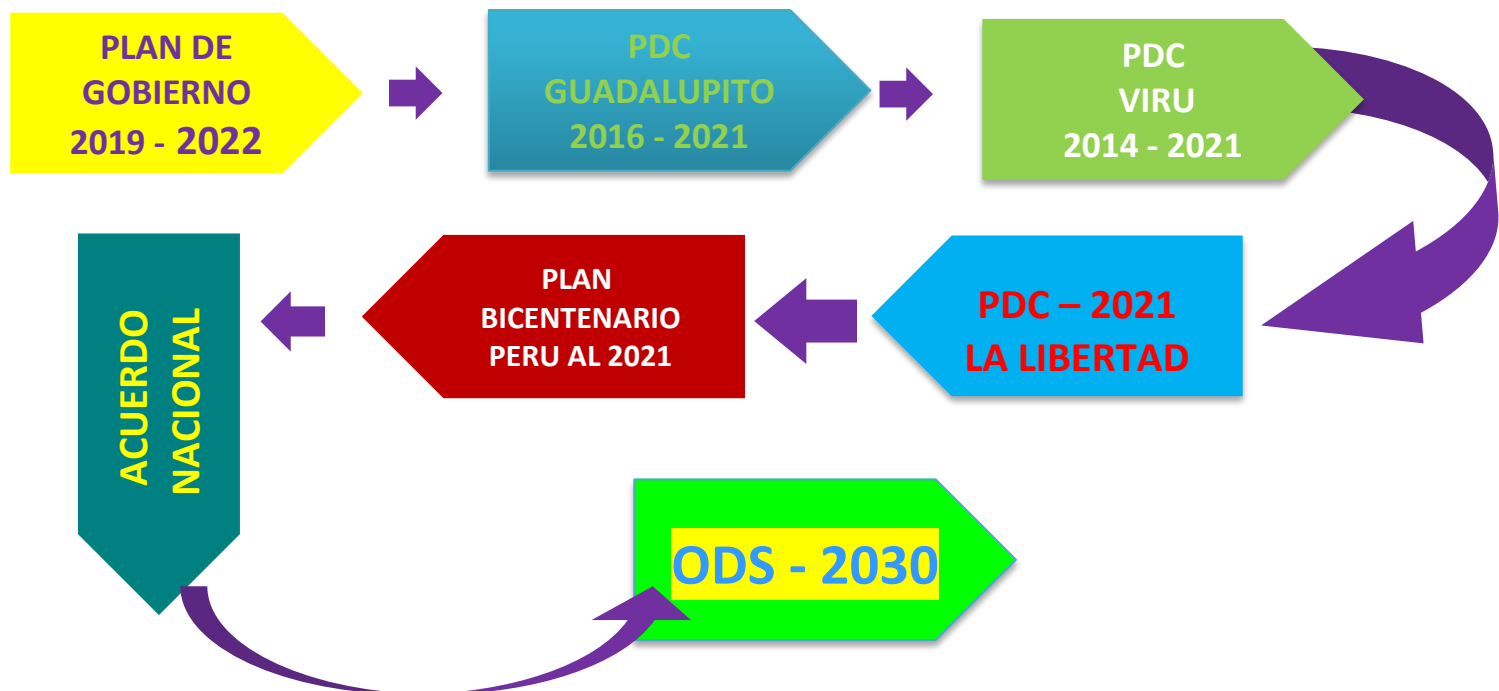 PLAN DE
GOBIERNO
2019 - 2022
PDC
GUADALUPITO
2016 - 2021
PDC
VIRU
2014 - 2021
PDC – 2021
LA LIBERTAD
PLAN
BICENTENARIO
PERU AL 2021
ACUERDO
NACIONAL
ODS - 2030